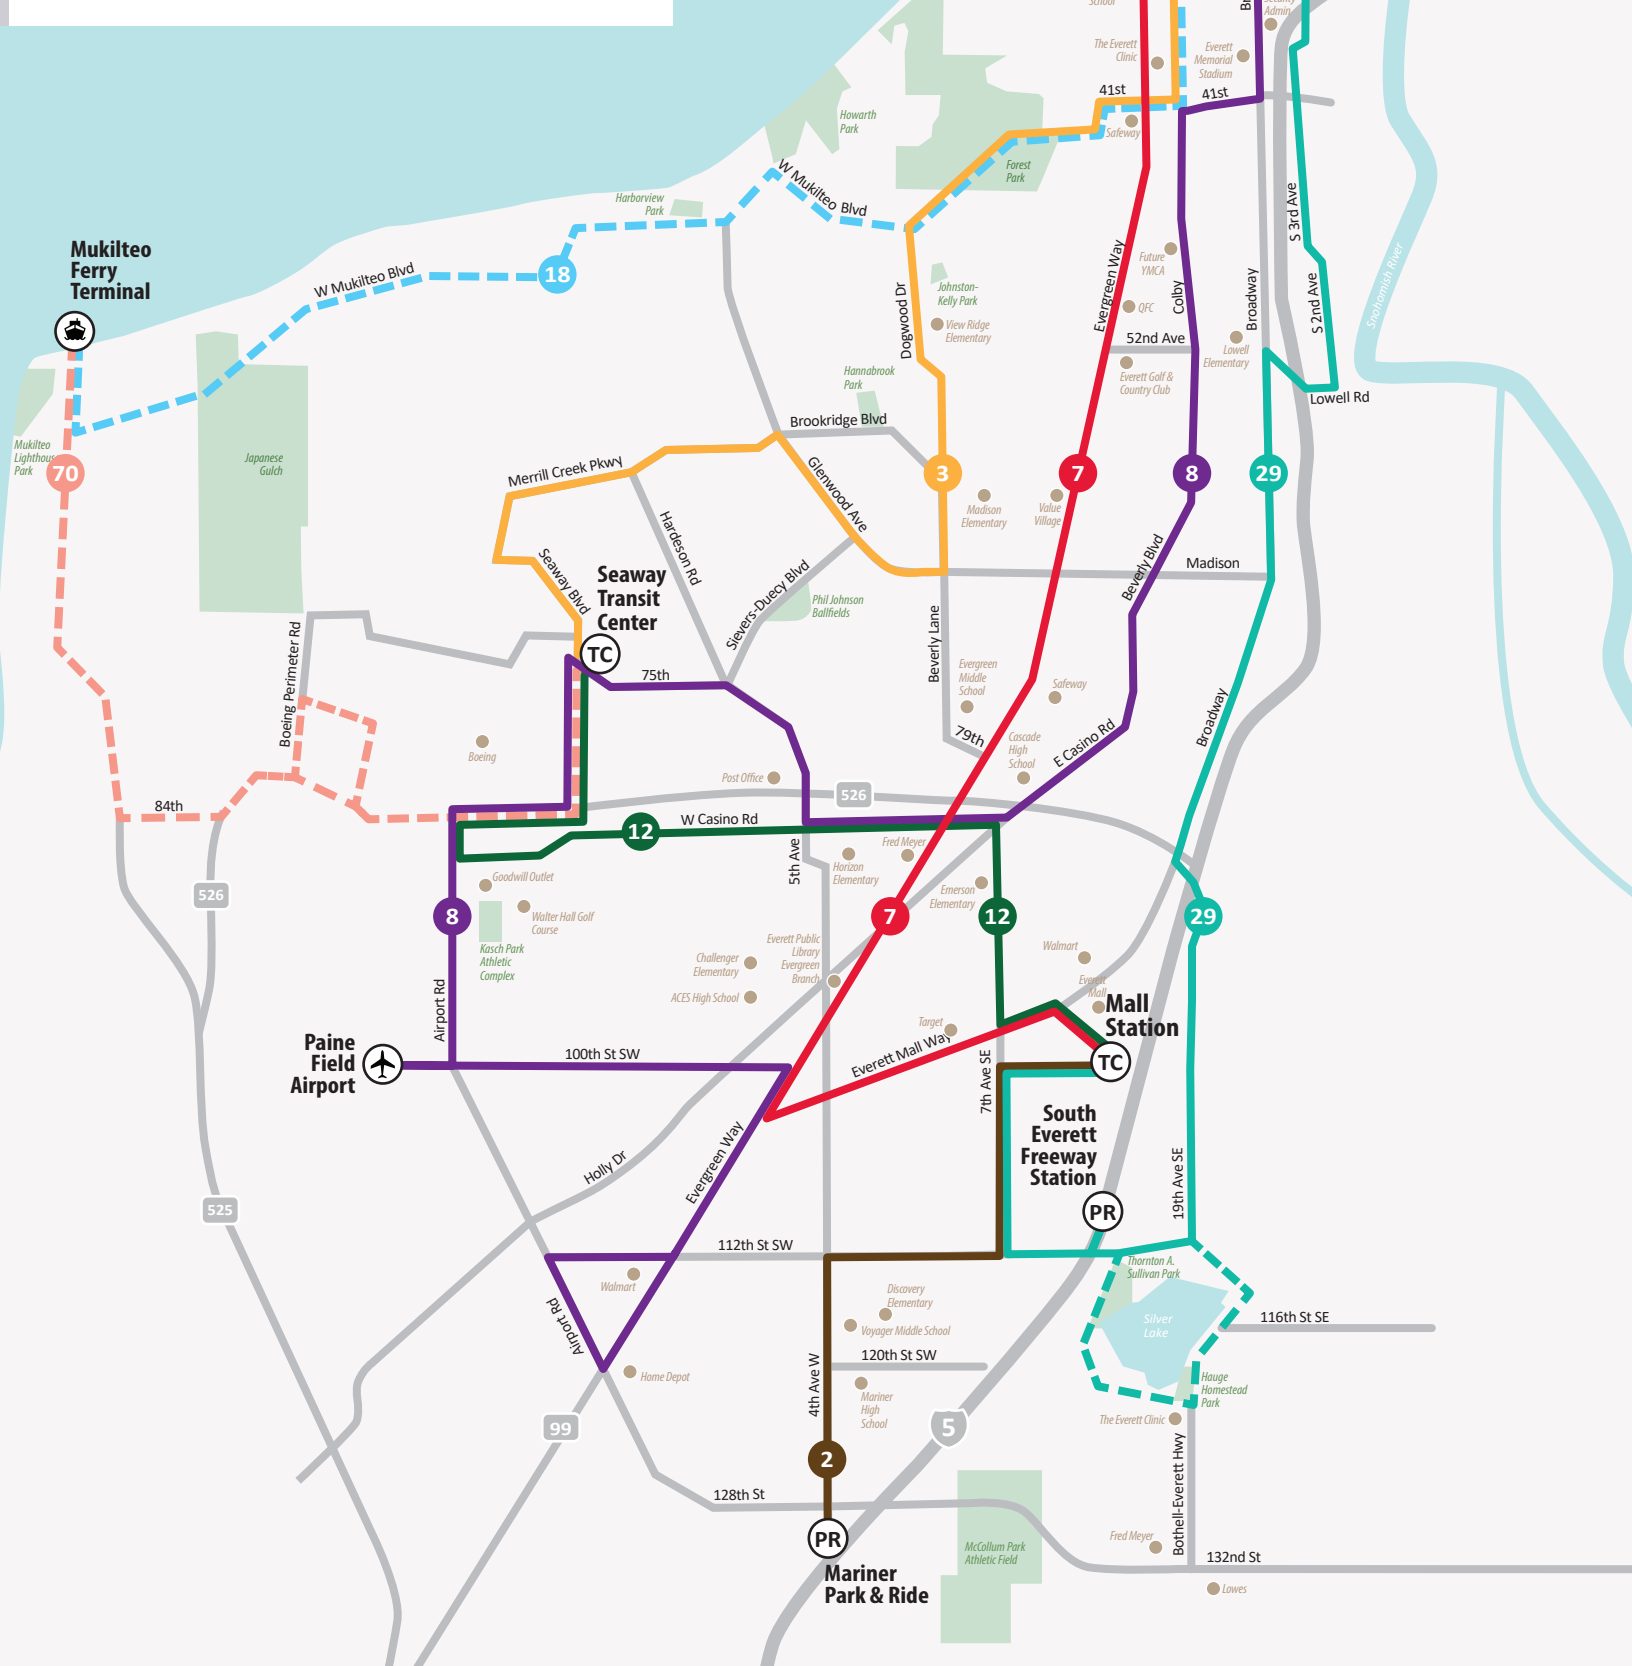 School
Admin
The Everett
Clinic
Everett
Memorial
Stadium
41st
41st
Safeway
Howarth
Park
Forest
Park
W Mukilteo Blvd
Harborview
Park
S 3rd Ave
Mukilteo
Ferry
Terminal
W Mukilteo Blvd
18
Future
YMCA
Evergreen Way
Colby
Broadway
S 2nd Ave
Snohomish River
Johnston-
Kelly Park
QFC
View Ridge
Elementary
Dogwood Dr
52nd Ave
Lowell
Elementary
Hannabrook
Park
Everett Golf &
Country Club
Lowell Rd
Brookridge Blvd
Mukilteo
Lighthouse
Park
70
Japanese
Gulch
Merrill Creek Pkwy
Glenwood Ave
3
7
8
29
Madison
Elementary
Value
Village
Hardeson Rd
Seaway Blvd
Seaway
Transit
Center
TC
Sievers-Duecy Blvd
Phil Johnson
Ballfields
Madison
Beverly Blvd
Beverly Lane
Boeing Perimeter Rd
75th
Evergreen
Middle
School
Safeway
Broadway
79th
Cascade
High
School
E Casino Rd
Boeing
Post Office
526
84th
12
W Casino Rd
5th Ave
Horizon
Elementary
Fred Meyer
526
Goodwill Outlet
Emerson
Elementary
8
Walter Hall Golf
Course
7
12
29
Kasch Park
Athletic
Complex
Everett Public
Library
Evergreen
Branch
Challenger
Elementary
ACES High School
Walmart
Everett
Mall
Airport Rd
Target
Mall
Station
TC
Paine
Field
Airport
100th St SW
Everett Mall Way
7th Ave SE
South
Everett
Freeway
Station
PR
Evergreen Way
Holly Dr
19th Ave SE
525
112th St SW
Thornton A.
Sullivan Park
Walmart
Discovery
Elementary
Voyager Middle School
Silver
Lake
116th St SE
Airport Rd
120th St SW
Home Depot
4th Ave W
Mariner
High
School
Hauge
Homestead
Park
The Everett Clinic
99
5
2
Bothell-Everett Hwy
128th St
PR
Mariner
Park & Ride
McCollum Park
Athletic Field
Fred Meyer
132nd St
Lowes